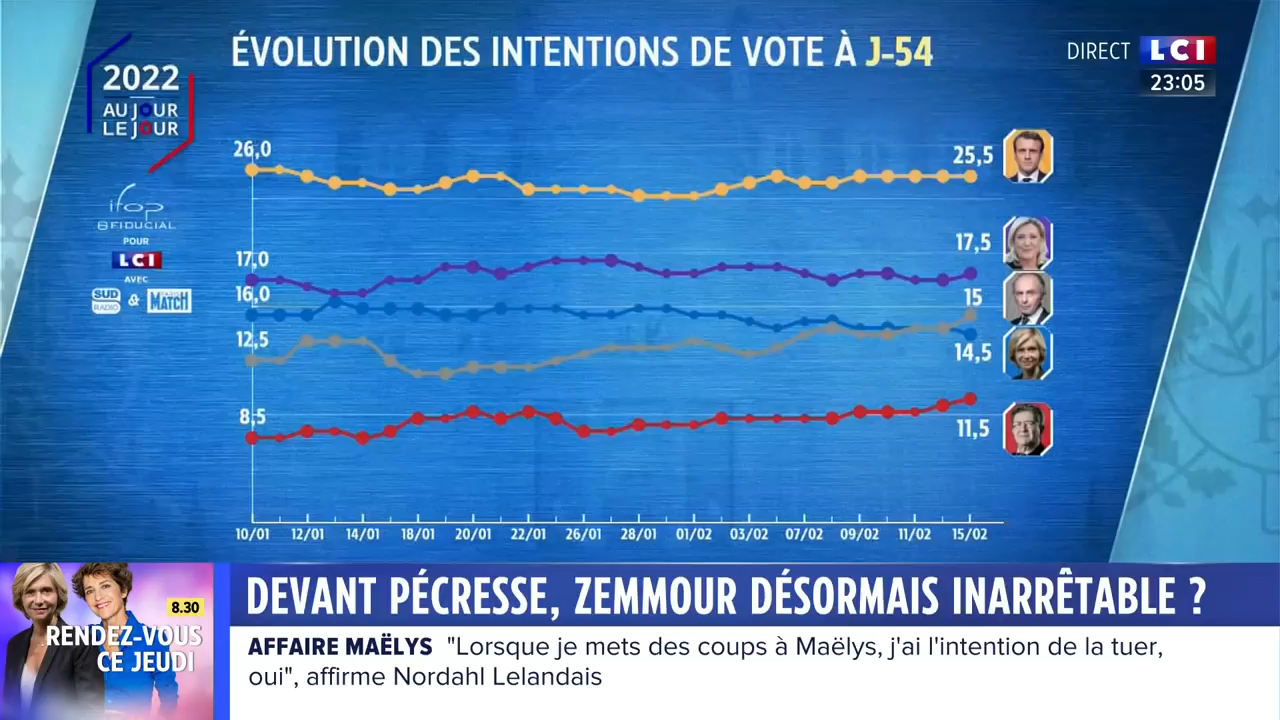 ÉVOLUTION DES INTENTIONS DE VOTE À J-54
DIRECT LCI
23:05
2022
AU JOUR
LE JOUR
ifop
FIDUCIAL
POUR
LCI
AVEC
SUD RADIO & MATCH
26,0
17,0
16,0
12,5
8,5
25,5
17,5
15
14,5
11,5
10/01 12/01 14/01 18/01 20/01 22/01 26/01 28/01 01/02 03/02 07/02 09/02 11/02 15/02
8.30
RENDEZ-VOUS
CE JEUDI
DEVANT PÉCRESSE, ZEMMOUR DÉSORMAIS INARRÊTABLE ?
AFFAIRE MAËLYS "Lorsque je mets des coups à Maëlys, j'ai l'intention de la tuer,
oui", affirme Nordahl Lelandais